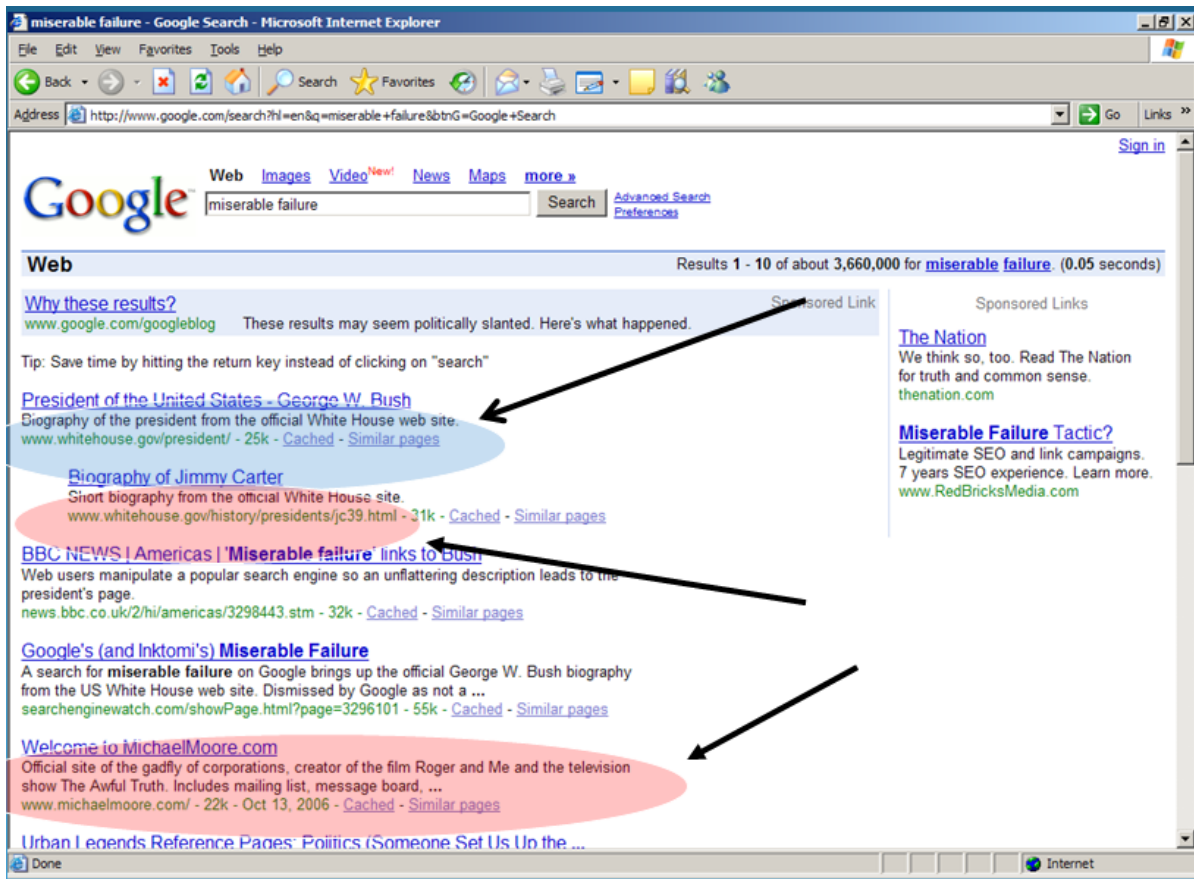 miserable failure - Google Search - Microsoft Internet Explorer
File Edit View Favorites Tools Help
Back Search Favorites
Address http://www.google.com/search?hl=en&q=miserable+failure&btnG=Google+Search Go Links »
Sign in
Google™
Web Images Video New! News Maps more »
miserable failure Search Advanced Search
Preferences
Web Results 1 - 10 of about 3,660,000 for miserable failure. (0.05 seconds)
Why these results? Sponsored Link
www.google.com/googleblog These results may seem politically slanted. Here's what happened.
Tip: Save time by hitting the return key instead of clicking on "search"
President of the United States - George W. Bush
Biography of the president from the official White House web site.
www.whitehouse.gov/president/ - 25k - Cached - Similar pages
Biography of Jimmy Carter
Short biography from the official White House site.
www.whitehouse.gov/history/presidents/jc39.html - 31k - Cached - Similar pages
BBC NEWS | Americas | 'Miserable failure' links to Bush
Web users manipulate a popular search engine so an unflattering description leads to the
president's page.
news.bbc.co.uk/2/hi/americas/3298443.stm - 32k - Cached - Similar pages
Google's (and Inktomi's) Miserable Failure
A search for miserable failure on Google brings up the official George W. Bush biography
from the US White House web site. Dismissed by Google as not a ...
searchenginewatch.com/showPage.html?page=3296101 - 55k - Cached - Similar pages
Welcome to MichaelMoore.com
Official site of the gadfly of corporations, creator of the film Roger and Me and the television
show The Awful Truth. Includes mailing list, message board, ...
www.michaelmoore.com/ - 22k - Oct 13, 2006 - Cached - Similar pages
Urban Legends Reference Pages: Politics (Someone Set Us Up the ...
Sponsored Links
The Nation
We think so, too. Read The Nation
for truth and common sense.
thenation.com
Miserable Failure Tactic?
Legitimate SEO and link campaigns.
7 years SEO experience. Learn more.
www.RedBricksMedia.com
Done Internet